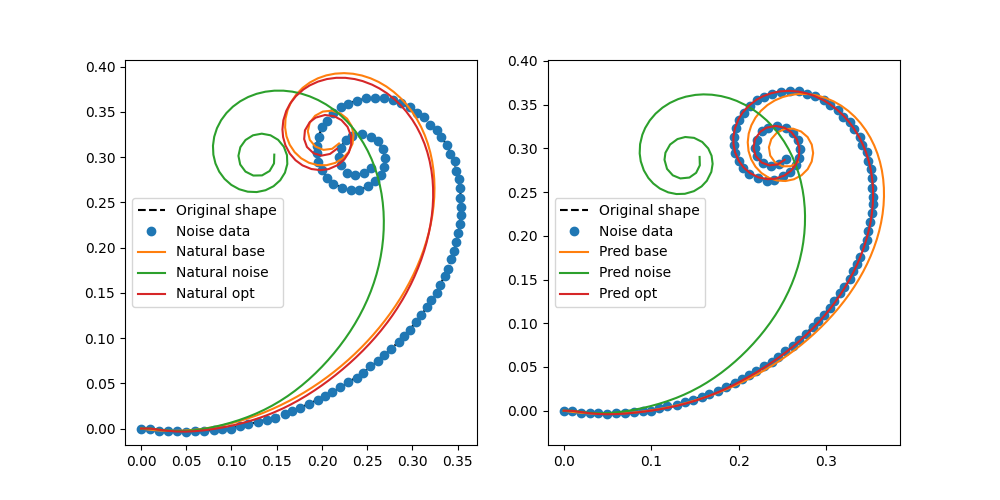 0.40
0.35
0.30
0.25
0.20
0.15
0.10
0.05
0.00
0.00 0.05 0.10 0.15 0.20 0.25 0.30 0.35
Original shape
Noise data
Natural base
Natural noise
Natural opt
0.40
0.35
0.30
0.25
0.20
0.15
0.10
0.05
0.00
0.0 0.1 0.2 0.3
Original shape
Noise data
Pred base
Pred noise
Pred opt